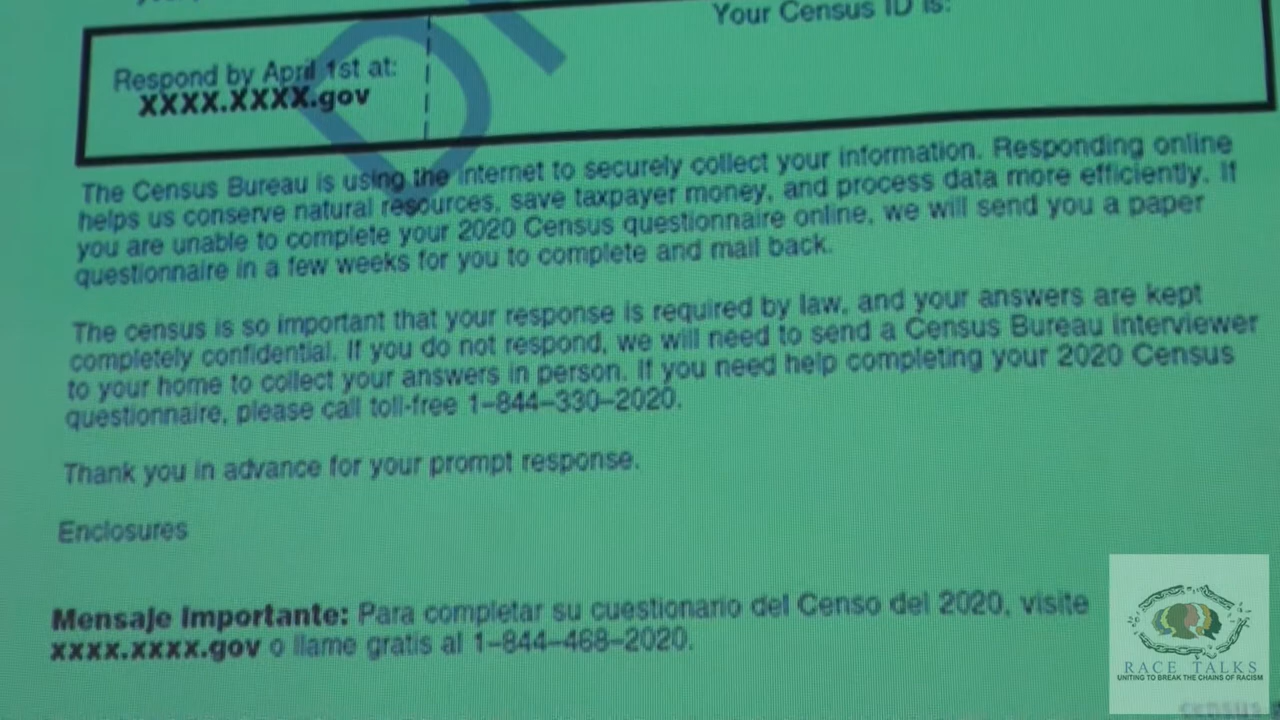 Your Census ID is:
Respond by April 1st at:
xxxx.xxxx.gov
The Census Bureau is using the internet to securely collect your information. Responding online
helps us conserve natural resources, save taxpayer money, and process data more efficiently. If
you are unable to complete your 2020 Census questionnaire online, we will send you a paper
questionnaire in a few weeks for you to complete and mail back.
The census is so important that your response is required by law, and your answers are kept
completely confidential. If you do not respond, we will need to send a Census Bureau interviewer
to your home to collect your answers in person. If you need help completing your 2020 Census
questionnaire, please call toll-free 1–844–330–2020.
Thank you in advance for your prompt response.
Enclosures
Mensaje Importante: Para completar su cuestionario del Censo del 2020, visite
xxxx.xxxx.gov o llame gratis al 1–844–468–2020.
RACE TALKS
UNITING TO BREAK THE CHAINS OF RACISM